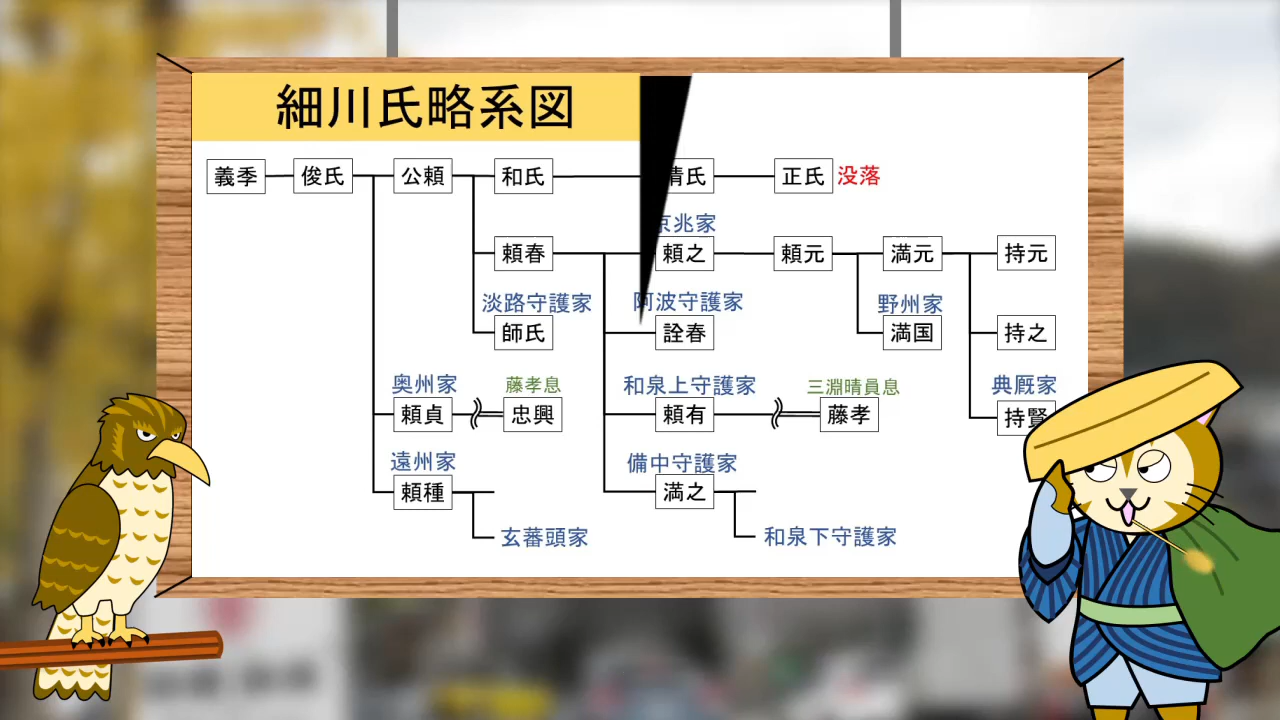 細川氏略系図
義季 俊氏 公頼 和氏 清氏 正氏 没落
京兆家
頼春 頼之 頼元 満元 持元
淡路守護家 阿波守護家 野州家
師氏 詮春 満国 持之
奥州家 藤孝息 和泉上守護家 三淵晴員息 典厩家
頼貞 忠興 頼有 藤孝 持賢
遠州家 備中守護家
頼種 満之
玄蕃頭家 和泉下守護家